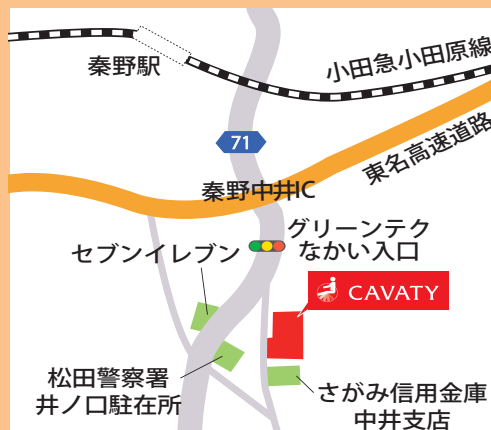 秦野駅
小田急小田原線
71
東名高速道路
秦野中井IC
グリーンテク
なかい入口
セブンイレブン
CAVATY
松田警察署
井ノ口駐在所
さがみ信用金庫
中井支店